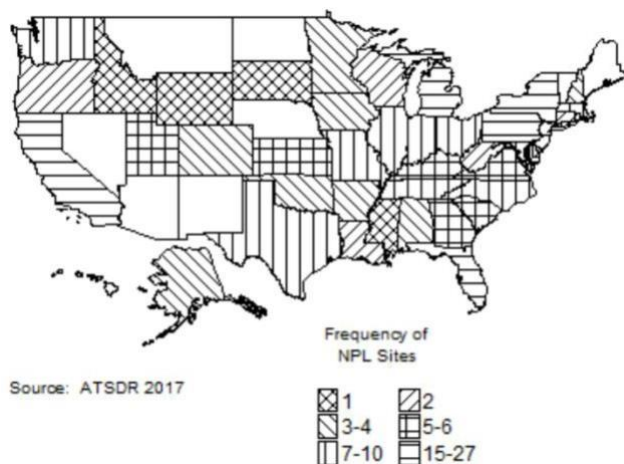 Frequency of
NPL Sites
Source: ATSDR 2017
1 2
3-4 5-6
7-10 15-27